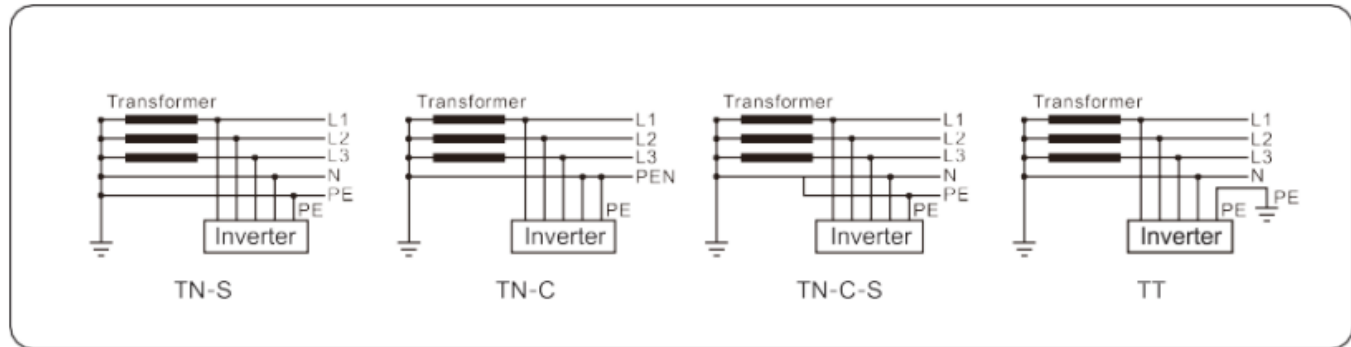 Transformer
L1
L2
L3
N
PE
PE
Inverter
TN-S
Transformer
L1
L2
L3
PEN
PE
Inverter
TN-C
Transformer
L1
L2
L3
N
PE
PE
Inverter
TN-C-S
Transformer
L1
L2
L3
N
PE
PE
Inverter
TT